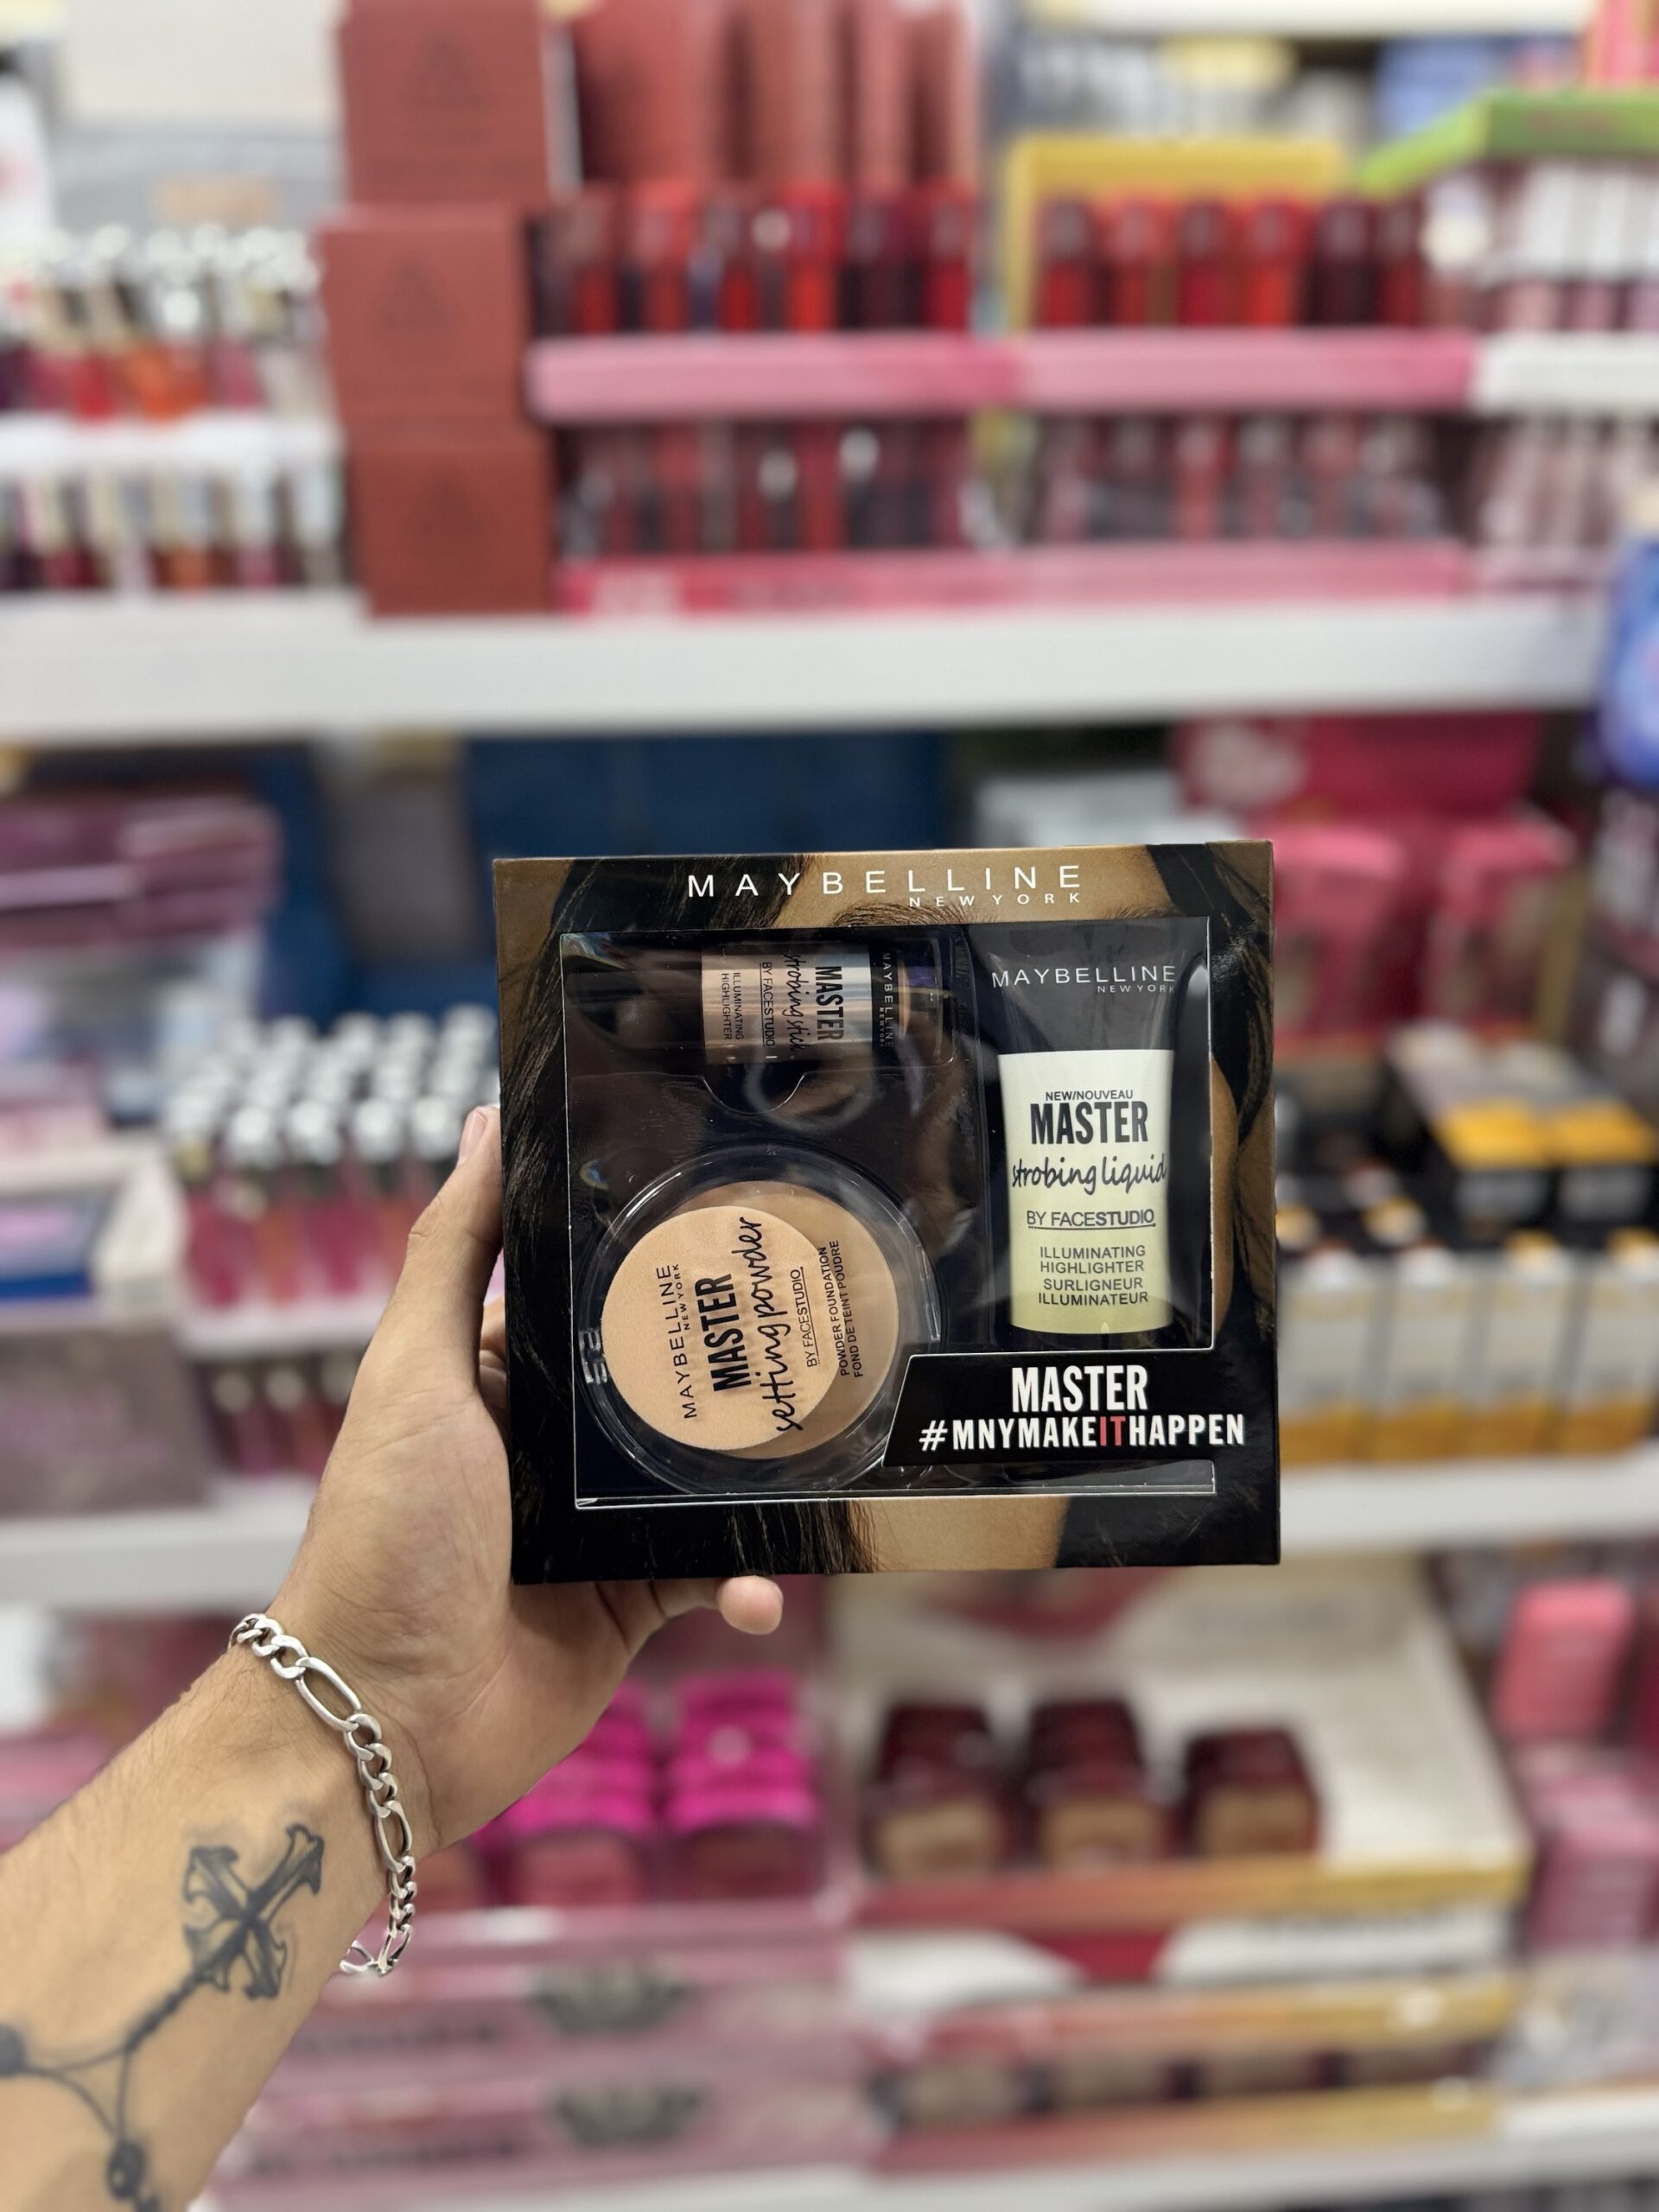 MAYBELLINE
NEW YORK
MASTER
strobing stick
BY FACESTUDIO
ILLUMINATING
HIGHLIGHTER
MAYBELLINE
NEW YORK
MAYBELLINE
NEW YORK
NEW/NOUVEAU
MASTER
strobing liquid
BY FACESTUDIO
ILLUMINATING
HIGHLIGHTER
SURLIGNEUR
ILLUMINATEUR
MAYBELLINE
NEW YORK
MASTER
setting powder
BY FACESTUDIO
POWDER FOUNDATION
FOND DE TEINT POUDRE
MASTER
#MNYMAKEITHAPPEN